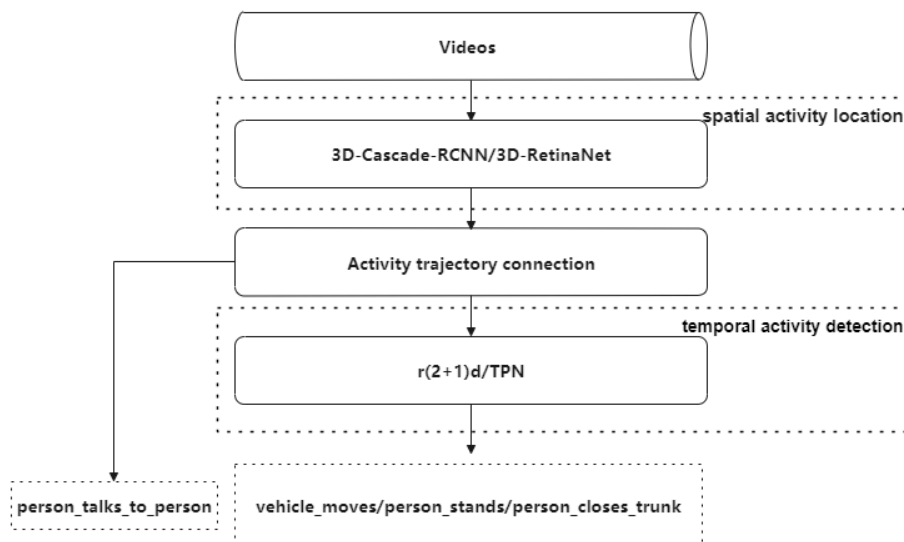 Videos
spatial activity location
3D-Cascade-RCNN/3D-RetinaNet
Activity trajectory connection
temporal activity detection
r(2+1)d/TPN
person_talks_to_person
vehicle_moves/person_stands/person_closes_trunk